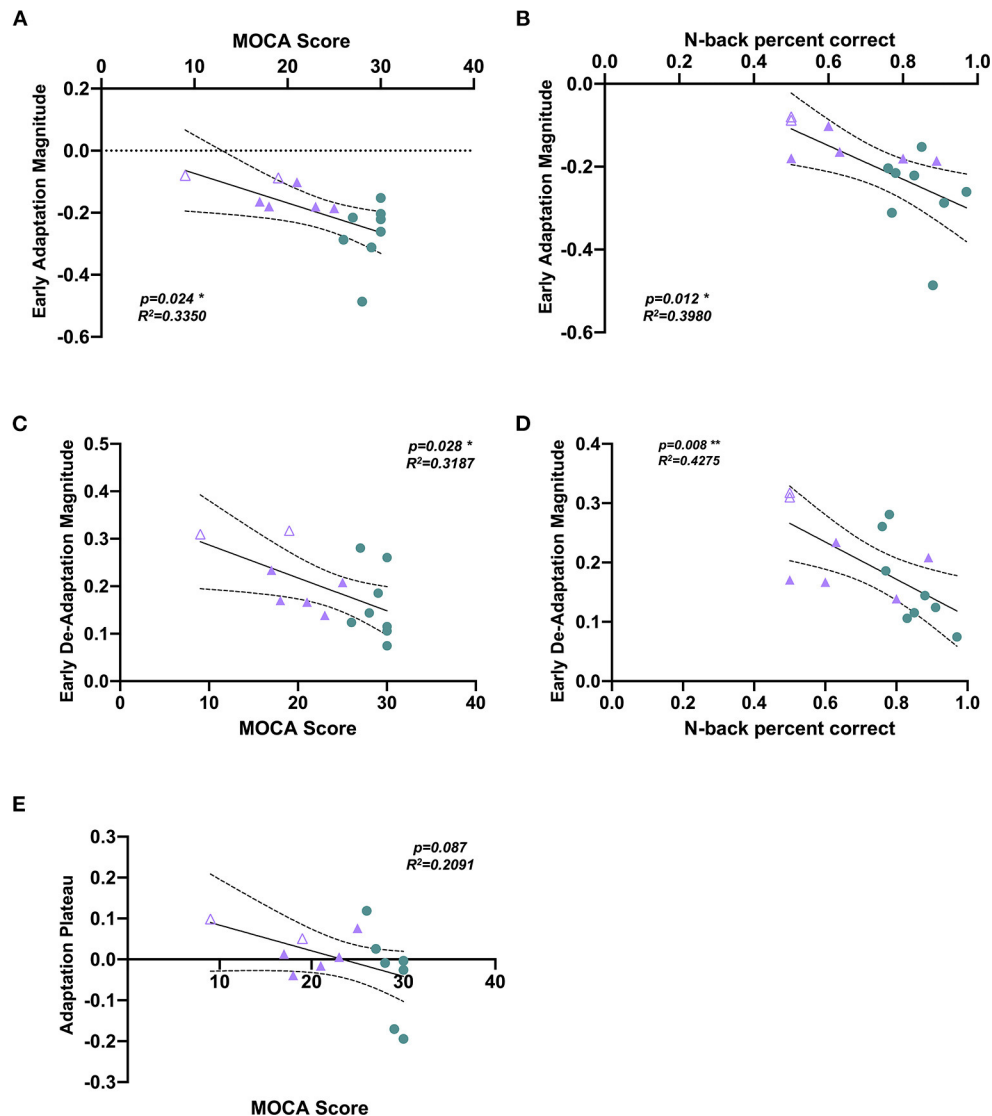 A
MOCA Score
0 10 20 30 40
Early Adaptation Magnitude
0.2
0.0
-0.2
-0.4
-0.6
p=0.024 *
R²=0.3350
B
N-back percent correct
0.0 0.2 0.4 0.6 0.8 1.0
Early Adaptation Magnitude
0.0
-0.2
-0.4
-0.6
p=0.012 *
R²=0.3980
C
Early De-Adaptation Magnitude
0.5
0.4
0.3
0.2
0.1
0.0
p=0.028 *
R²=0.3187
0 10 20 30 40
MOCA Score
D
Early De-Adaptation Magnitude
0.4
0.3
0.2
0.1
0.0
p=0.008 **
R²=0.4275
0.0 0.2 0.4 0.6 0.8 1.0
N-back percent correct
E
Adaptation Plateau
0.3
0.2
0.1
0.0
-0.1
-0.2
-0.3
p=0.087
R²=0.2091
10 20 30 40
MOCA Score